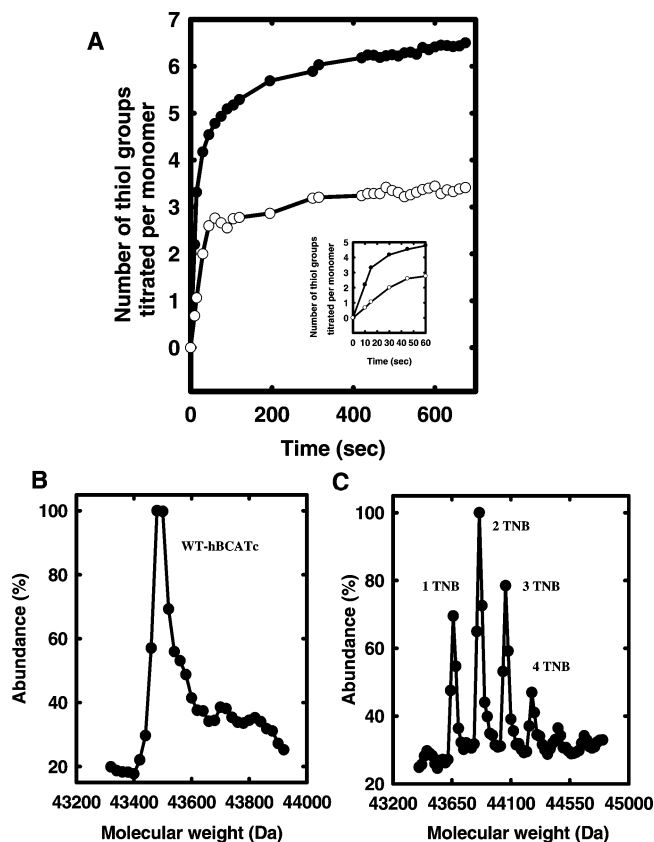 A
Number of thiol groups
titrated per monomer
7
6
5
4
3
2
1
0
0 200 400 600
Time (sec)
Number of thiol groups
titrated per monomer
5
4
3
2
1
0
0 10 20 30 40 50 60
Time (sec)
B
Abundance (%)
100
80
60
40
20
WT-hBCATc
43200 43400 43600 43800 44000
Molecular weight (Da)
C
Abundance (%)
100
80
60
40
20
1 TNB
2 TNB
3 TNB
4 TNB
43200 43650 44100 44550 45000
Molecular weight (Da)